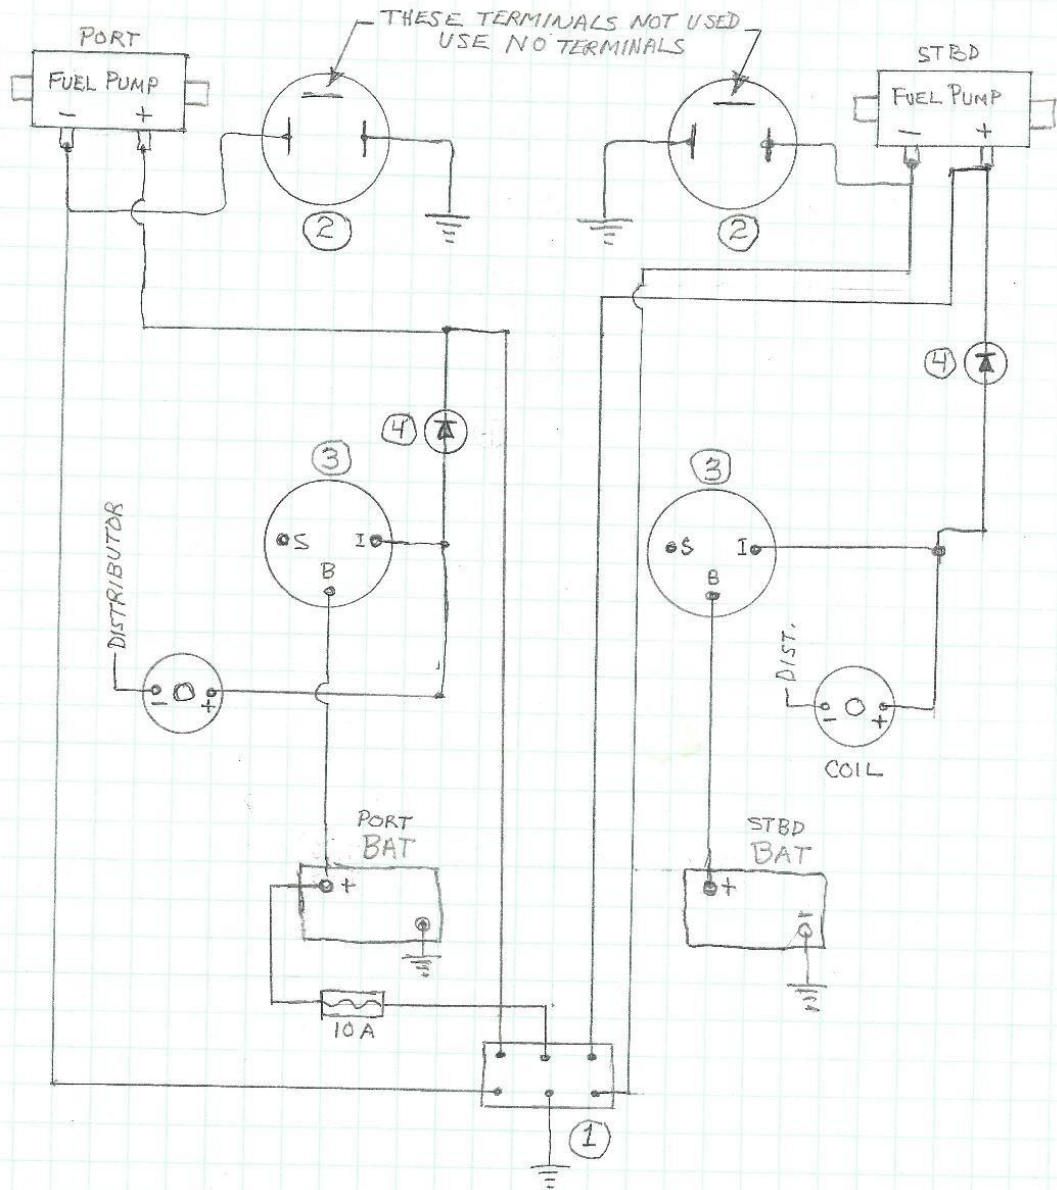 THESE TERMINALS NOT USED
USE NO TERMINALS
PORT
FUEL PUMP
- +
STBD
FUEL PUMP
- +
2
2
4
4
3
S I
B
3
S I
B
DISTRIBUTOR
- +
DIST.
- +
COIL
PORT
BAT
+
STBD
BAT
+
10A
1